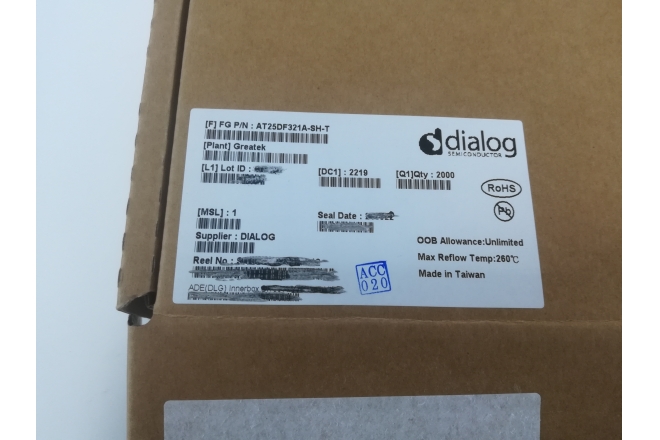 [F] FG P/N : AT25DF321A-SH-T
[Plant] Greatek
[L1] Lot ID :
[DC1] : 2219
[Q1]Qty : 2000
dialog
SEMICONDUCTOR
RoHS
Pb
[MSL] : 1
Seal Date :
Supplier : DIALOG
Reel No :
ADE(DLG) Innerbox
OOB Allowance:Unlimited
Max Reflow Temp:260℃
Made in Taiwan
ACC
020